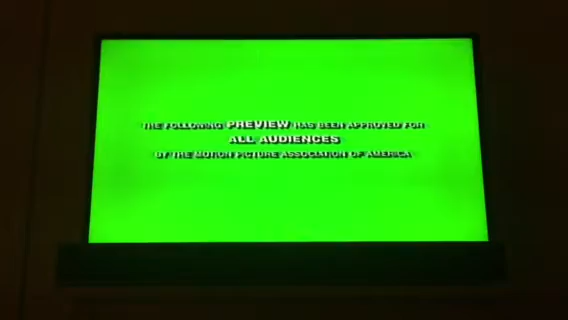 THE FOLLOWING PREVIEW HAS BEEN APPROVED FOR
ALL AUDIENCES
BY THE MOTION PICTURE ASSOCIATION OF AMERICA